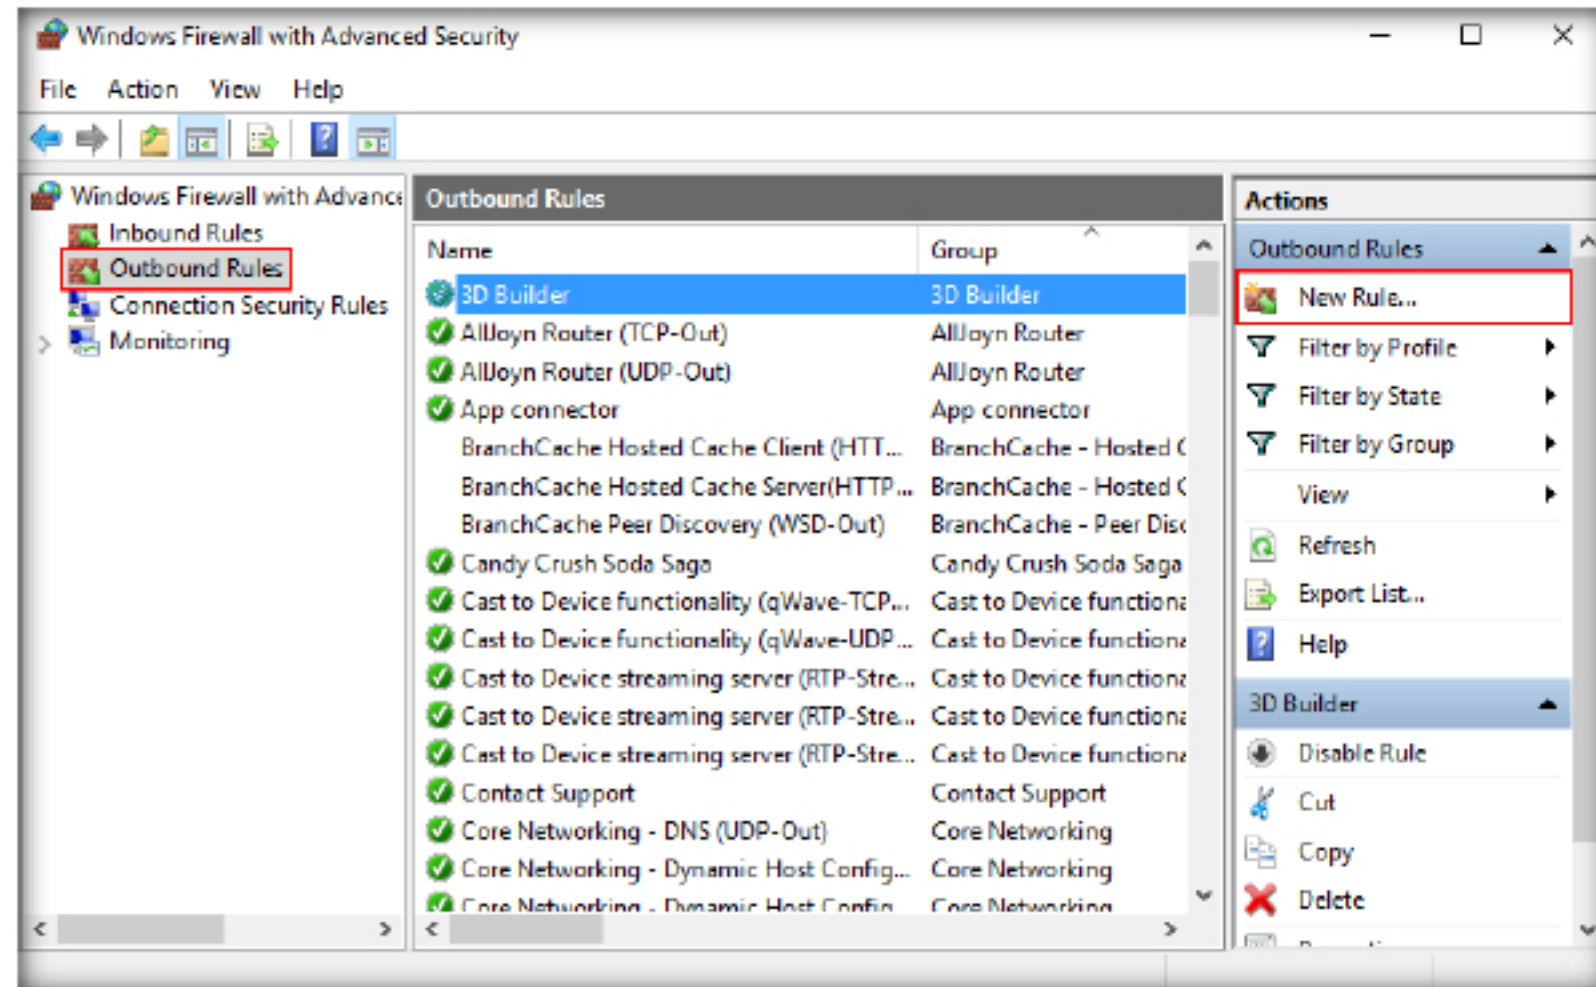 Windows Firewall with Advanced Security
File Action View Help
Windows Firewall with Advance
Inbound Rules
Outbound Rules
Connection Security Rules
Monitoring
Outbound Rules
Name Group
3D Builder 3D Builder
AllJoyn Router (TCP-Out) AllJoyn Router
AllJoyn Router (UDP-Out) AllJoyn Router
App connector App connector
BranchCache Hosted Cache Client (HTT... BranchCache - Hosted C
BranchCache Hosted Cache Server(HTTP... BranchCache - Hosted C
BranchCache Peer Discovery (WSD-Out) BranchCache - Peer Disc
Candy Crush Soda Saga Candy Crush Soda Saga
Cast to Device functionality (qWave-TCP... Cast to Device functiona
Cast to Device functionality (qWave-UDP... Cast to Device functiona
Cast to Device streaming server (RTP-Stre... Cast to Device functiona
Cast to Device streaming server (RTP-Stre... Cast to Device functiona
Cast to Device streaming server (RTP-Stre... Cast to Device functiona
Contact Support Contact Support
Core Networking - DNS (UDP-Out) Core Networking
Core Networking - Dynamic Host Config... Core Networking
Core Networking - Dynamic Host Config Core Networking
Actions
Outbound Rules
New Rule...
Filter by Profile
Filter by State
Filter by Group
View
Refresh
Export List...
Help
3D Builder
Disable Rule
Cut
Copy
Delete